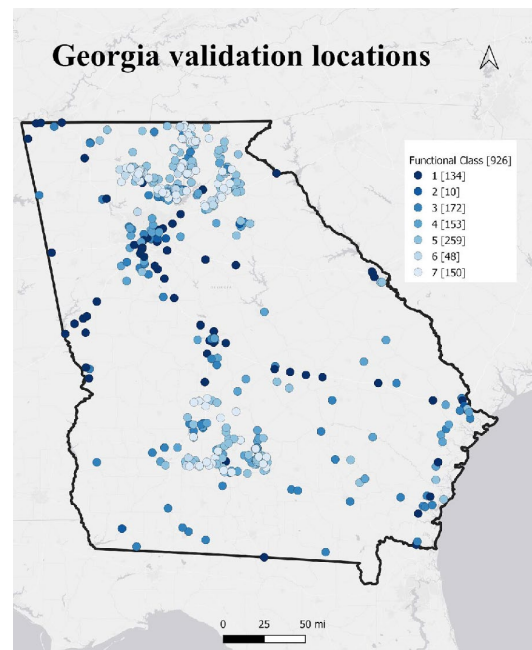 Georgia validation locations
Functional Class [926]
1 [134]
2 [10]
3 [172]
4 [153]
5 [259]
6 [48]
7 [150]
0 25 50 mi